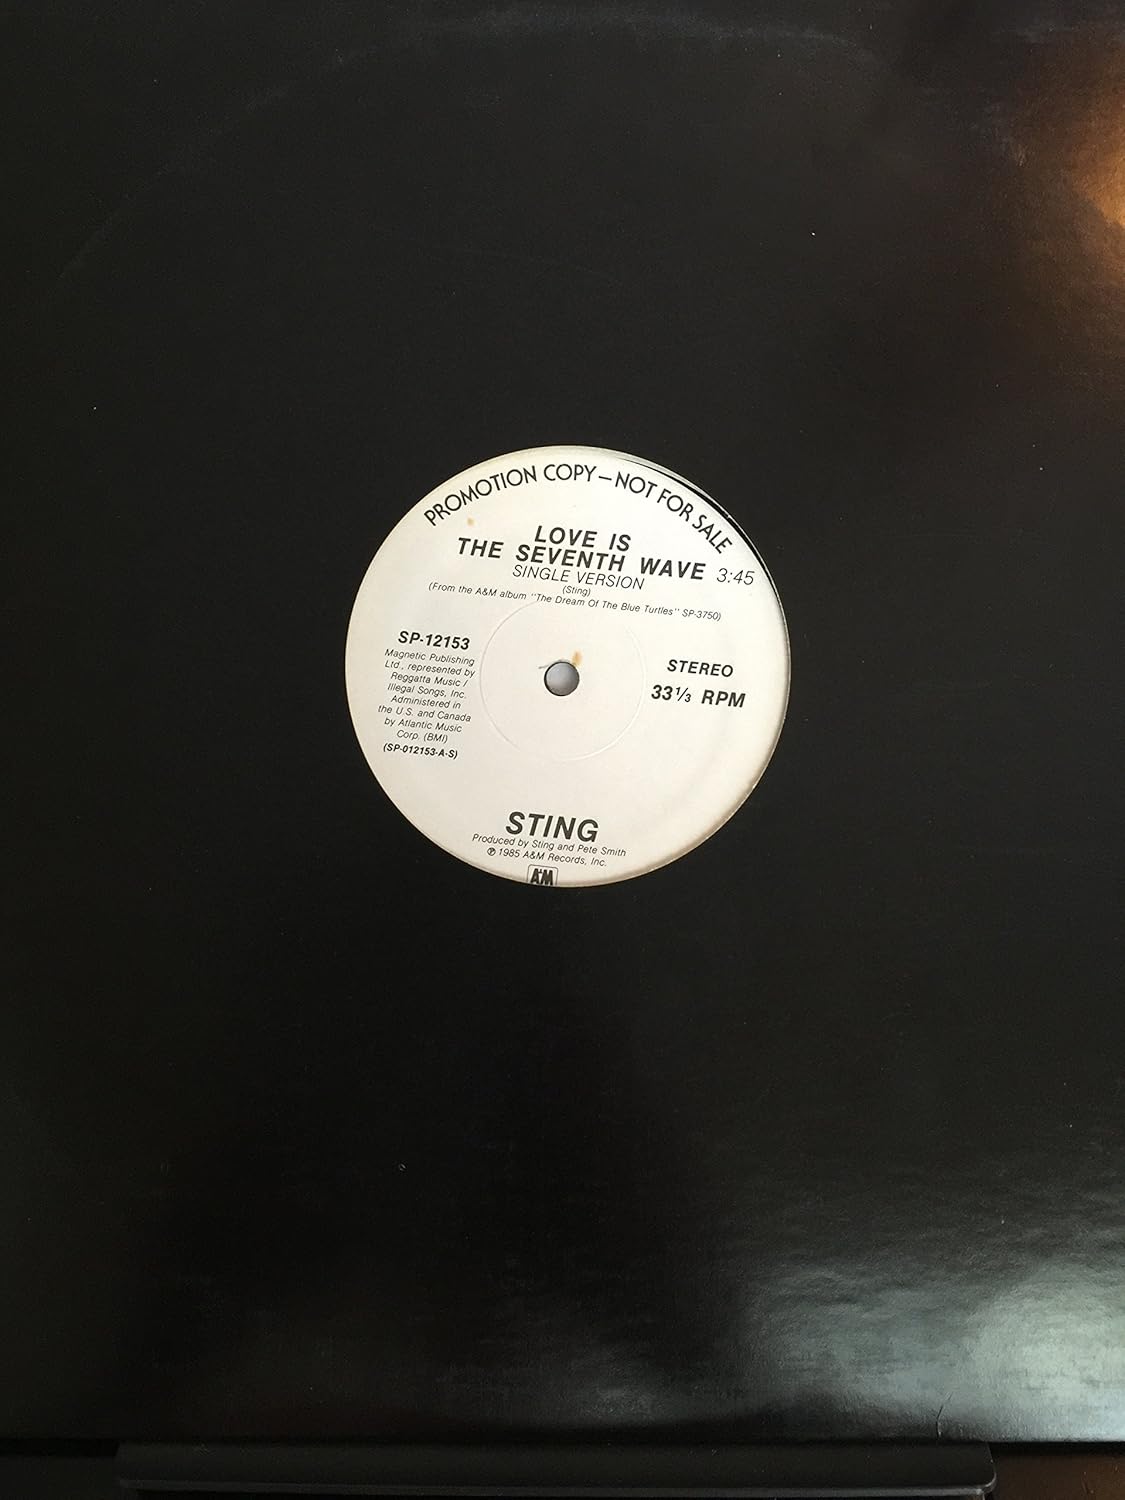 PROMOTION COPY—NOT FOR SALE
LOVE IS
THE SEVENTH WAVE 3:45
SINGLE VERSION
(Sting)
(From the A&M album "The Dream Of The Blue Turtles" SP-3750)
SP-12153
Magnetic Publishing
Ltd., represented by
Reggatta Music /
Illegal Songs, Inc.
Administered in
the U.S. and Canada
by Atlantic Music
Corp. (BMI)
(SP-012153-A-S)
STEREO
33 1/3 RPM
STING
Produced by Sting and Pete Smith
℗ 1985 A&M Records, Inc.
A&M